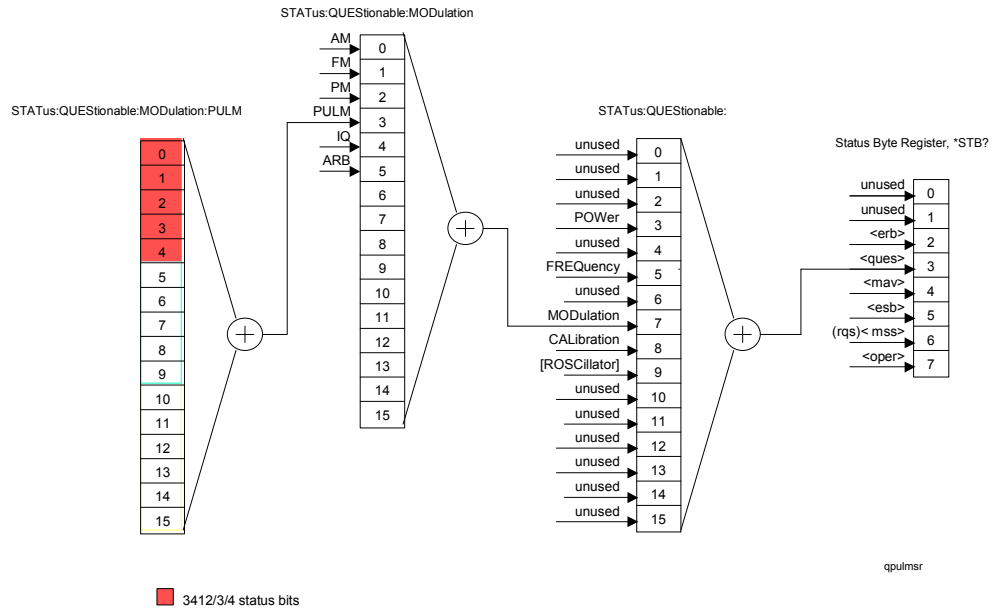 STATus:QUEStionable:MODulation
AM
FM
PM
PULM
IQ
ARB
0
1
2
3
4
5
6
7
8
9
10
11
12
13
14
15
STATus:QUEStionable:MODulation:PULM
0
1
2
3
4
5
6
7
8
9
10
11
12
13
14
15
STATus:QUEStionable:
unused 0
unused 1
unused 2
POWer 3
unused 4
FREQuency 5
unused 6
MODulation 7
CALibration 8
[ROSCillator] 9
unused 10
unused 11
unused 12
unused 13
unused 14
unused 15
Status Byte Register, *STB?
unused 0
unused 1
<erb> 2
<ques> 3
<mav> 4
<esb> 5
(rqs)< mss> 6
<oper> 7
qpulmsr
3412/3/4 status bits